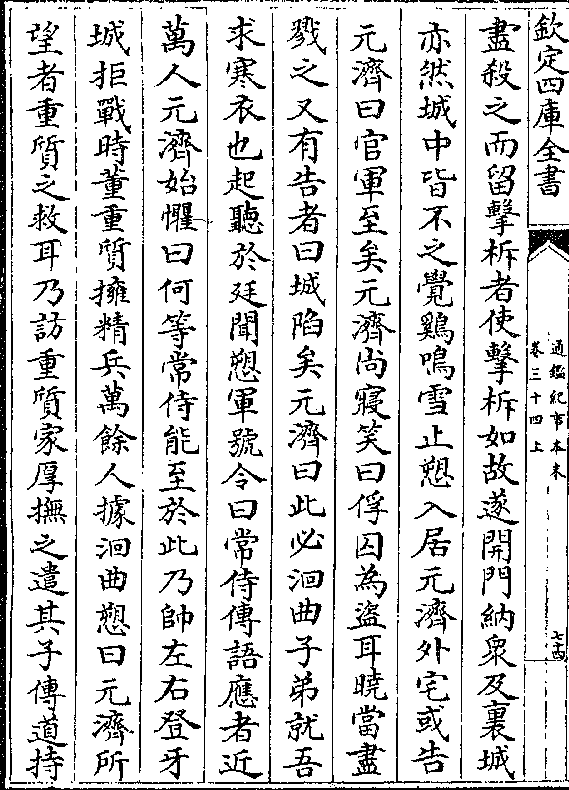 欽定四庫全書
通鑑紀事本末
卷三十四上
七十四
盡殺之而留擊柝者使擊柝如故遂開門納衆及裏城
亦然城中皆不之覺鷄鳴雪止愬入居元濟外宅或告
元濟曰官軍至矣元濟尚寢笑曰俘囚為盜耳曉當盡
戮之又有告者曰城陷矣元濟曰此必洄曲子弟就吾
求寒衣也起聽於廷聞愬軍號令曰常侍傳語應者近
萬人元濟始懼曰何等常侍能至於此乃帥左右登牙
城拒戰時董重質擁精兵萬餘人據洄曲愬曰元濟所
望者重質之救耳乃訪重質家厚撫之遣其子傳道持